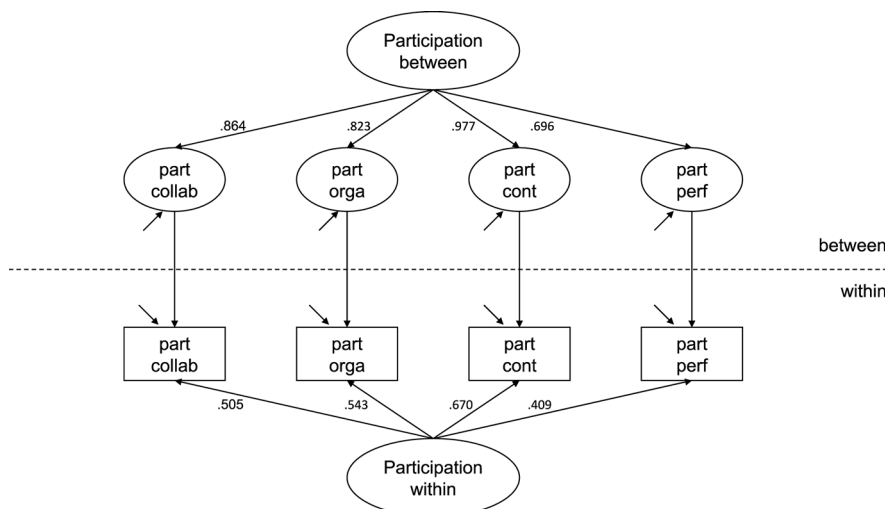 Participation
between
.864
.823
.977
.696
part
collab
part
orga
part
cont
part
perf
between
within
part
collab
part
orga
part
cont
part
perf
.505
.543
.670
.409
Participation
within